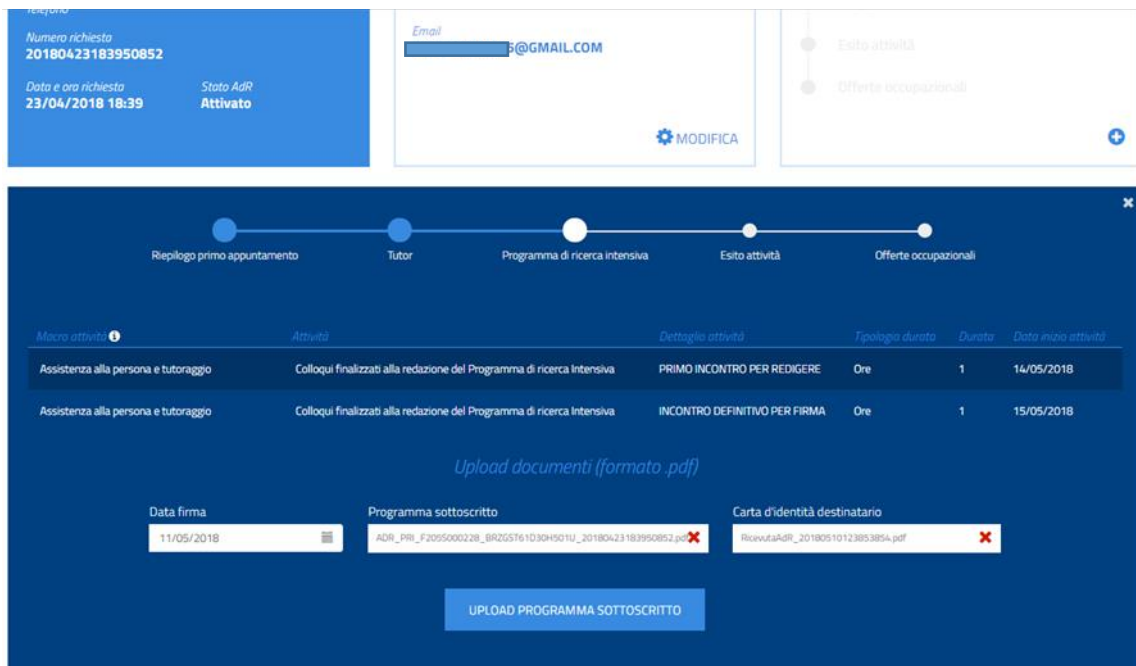 Telefono
Numero richiesta
20180423183950852
Data e ora richiesta
Stato AdR
23/04/2018 18:39
Attivato
Email
6@GMAIL.COM
MODIFICA
Esito attività
Offerte occupazionali
Riepilogo primo appuntamento
Tutor
Programma di ricerca intensiva
Esito attività
Offerte occupazionali
Macro attività Attività Dettaglio attività Tipologia durata Durata Data inizio attività
Assistenza alla persona e tutoraggio Colloqui finalizzati alla redazione del Programma di ricerca Intensiva PRIMO INCONTRO PER REDIGERE Ore 1 14/05/2018
Assistenza alla persona e tutoraggio Colloqui finalizzati alla redazione del Programma di ricerca Intensiva INCONTRO DEFINITIVO PER FIRMA Ore 1 15/05/2018
Upload documenti (formato .pdf)
Data firma Programma sottoscritto Carta d'identità destinatario
11/05/2018 ADR_PRI_F205S000228_BRZGST61D30H501U_20180423183950852.pdf RicevutaAdR_20180510123853854.pdf
UPLOAD PROGRAMMA SOTTOSCRITTO